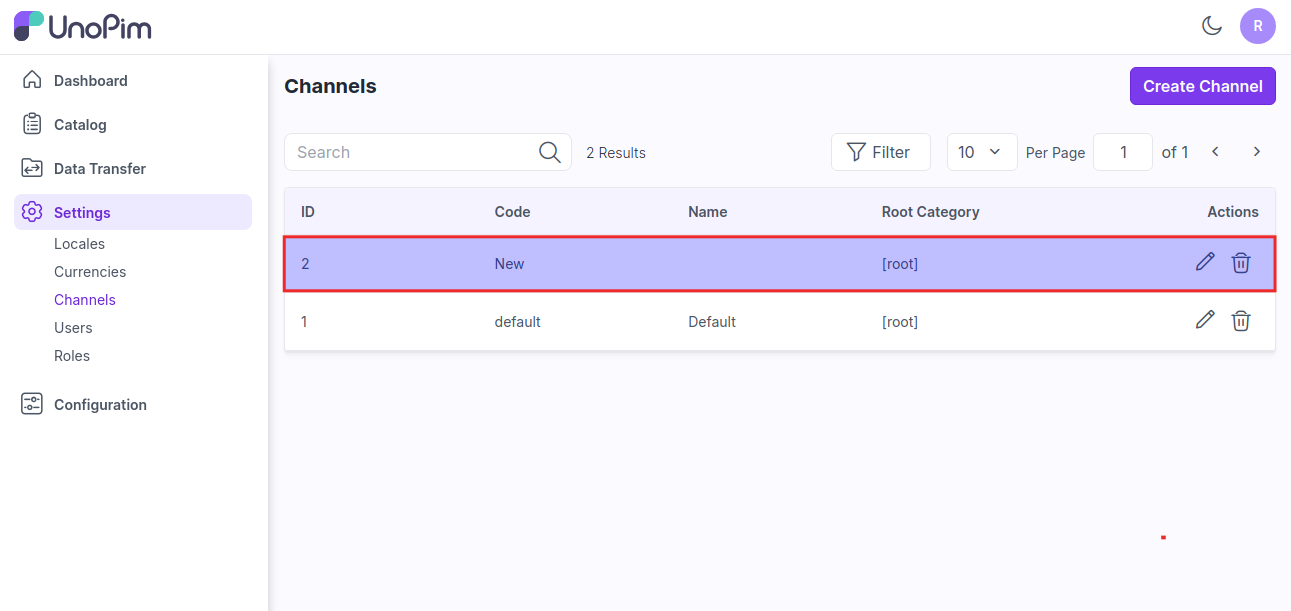 UnoPim
R
Dashboard
Catalog
Data Transfer
Settings
Locales
Currencies
Channels
Users
Roles
Configuration
Channels
Create Channel
Search
2 Results
Filter
10
Per Page
1
of 1
ID Code Name Root Category Actions
2 New [root]
1 default Default [root]